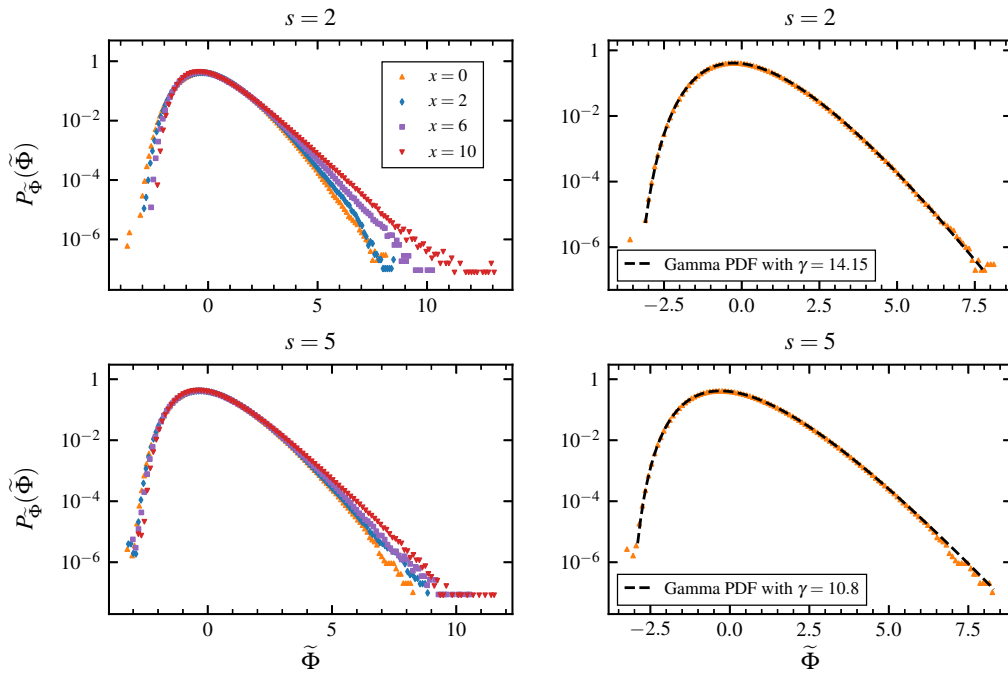 s = 2
1
10⁻²
10⁻⁴
10⁻⁶
P_Φ̃(Φ̃)
x = 0
x = 2
x = 6
x = 10
0
5
10
s = 2
1
10⁻²
10⁻⁴
10⁻⁶
Gamma PDF with γ = 14.15
−2.5
0.0
2.5
5.0
7.5
s = 5
1
10⁻²
10⁻⁴
10⁻⁶
P_Φ̃(Φ̃)
0
5
10
Φ̃
s = 5
1
10⁻²
10⁻⁴
10⁻⁶
Gamma PDF with γ = 10.8
−2.5
0.0
2.5
5.0
7.5
Φ̃